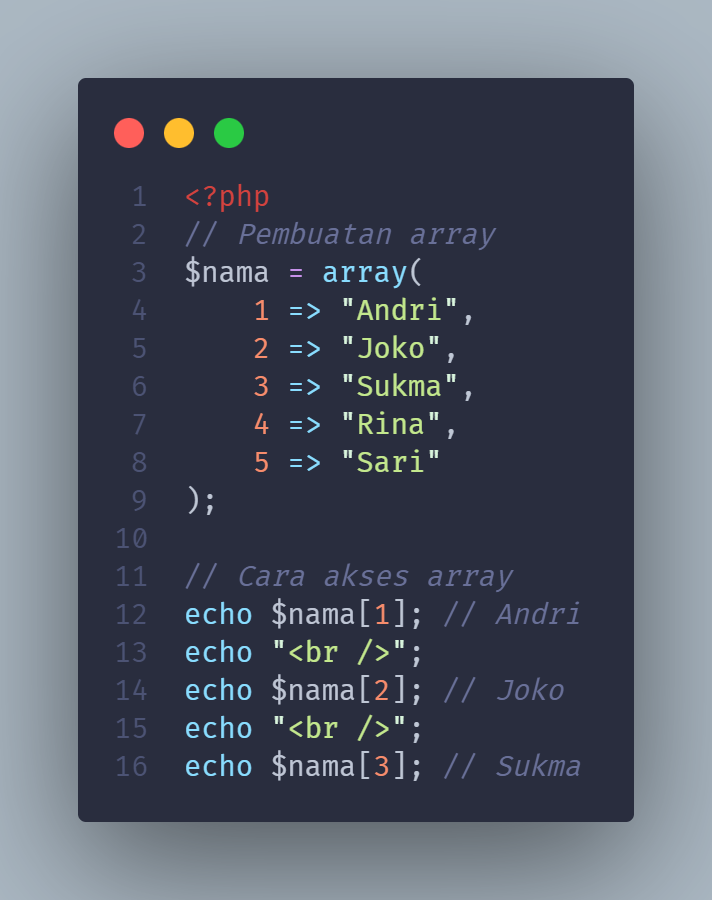 1 <?php
2 // Pembuatan array
3 $nama = array(
4     1 => "Andri",
5     2 => "Joko",
6     3 => "Sukma",
7     4 => "Rina",
8     5 => "Sari"
9 );
10
11 // Cara akses array
12 echo $nama[1]; // Andri
13 echo "<br />";
14 echo $nama[2]; // Joko
15 echo "<br />";
16 echo $nama[3]; // Sukma